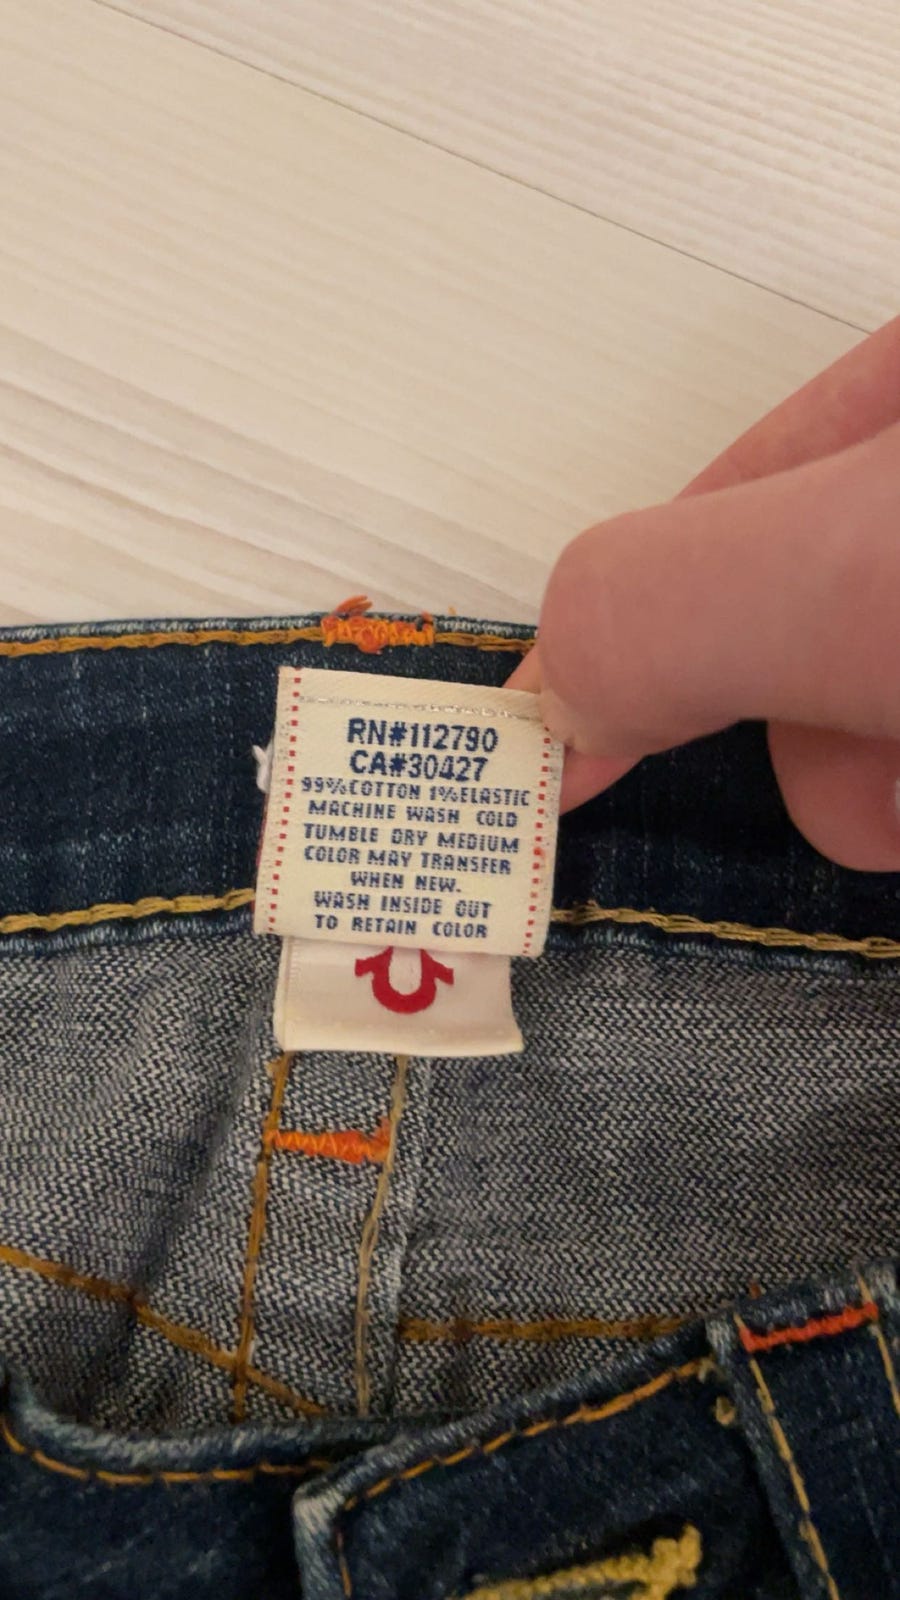 RN#112790
CA#30427
99%COTTON 1%ELASTIC
MACHINE WASH COLD
TUMBLE DRY MEDIUM
COLOR MAY TRANSFER
WHEN NEW.
WASH INSIDE OUT
TO RETAIN COLOR